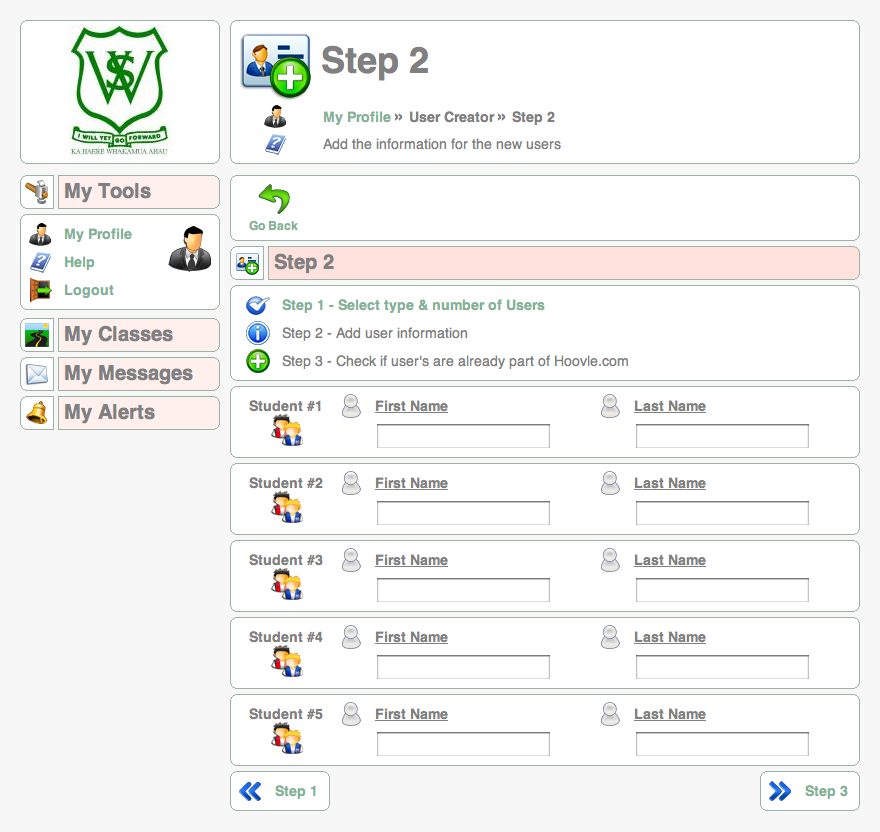 WS
I WILL YET GO FORWARD
KA HAERE WHAKAMUA AHAU
Step 2
My Profile » User Creator » Step 2
Add the information for the new users
My Tools
My Profile
Help
Logout
My Classes
My Messages
My Alerts
Go Back
Step 2
Step 1 - Select type & number of Users
Step 2 - Add user information
Step 3 - Check if user's are already part of Hoovle.com
Student #1 First Name Last Name
Student #2 First Name Last Name
Student #3 First Name Last Name
Student #4 First Name Last Name
Student #5 First Name Last Name
Step 1 Step 3